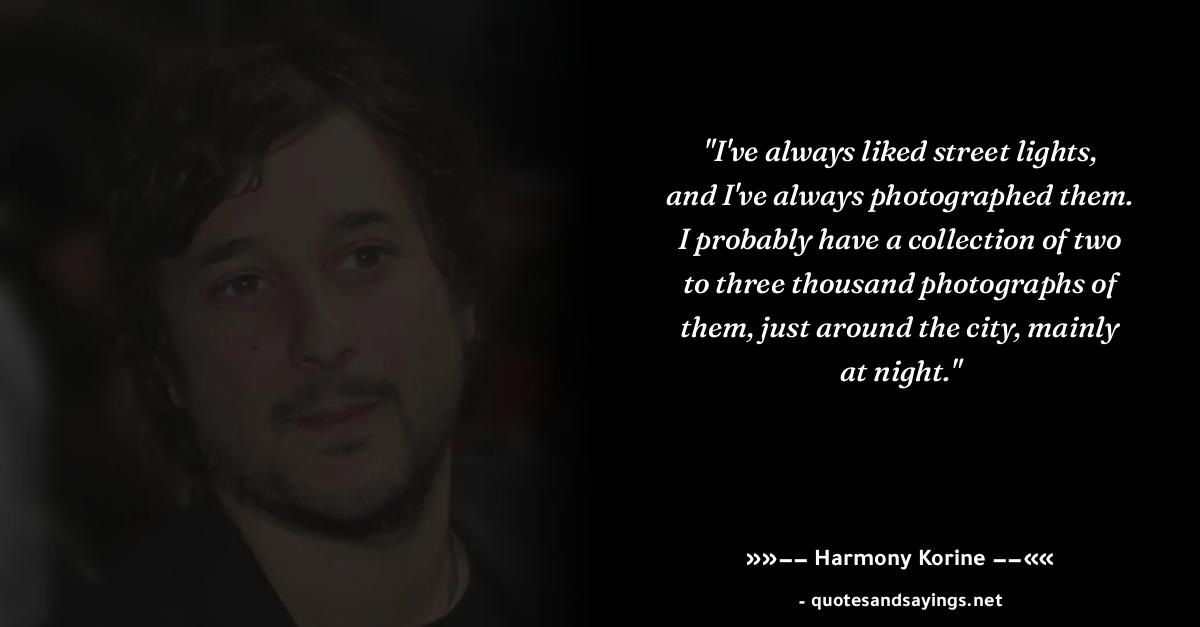 "I've always liked street lights,
and I've always photographed them.
I probably have a collection of two
to three thousand photographs of
them, just around the city, mainly
at night."
»»−− Harmony Korine −−««
- quotesandsayings.net